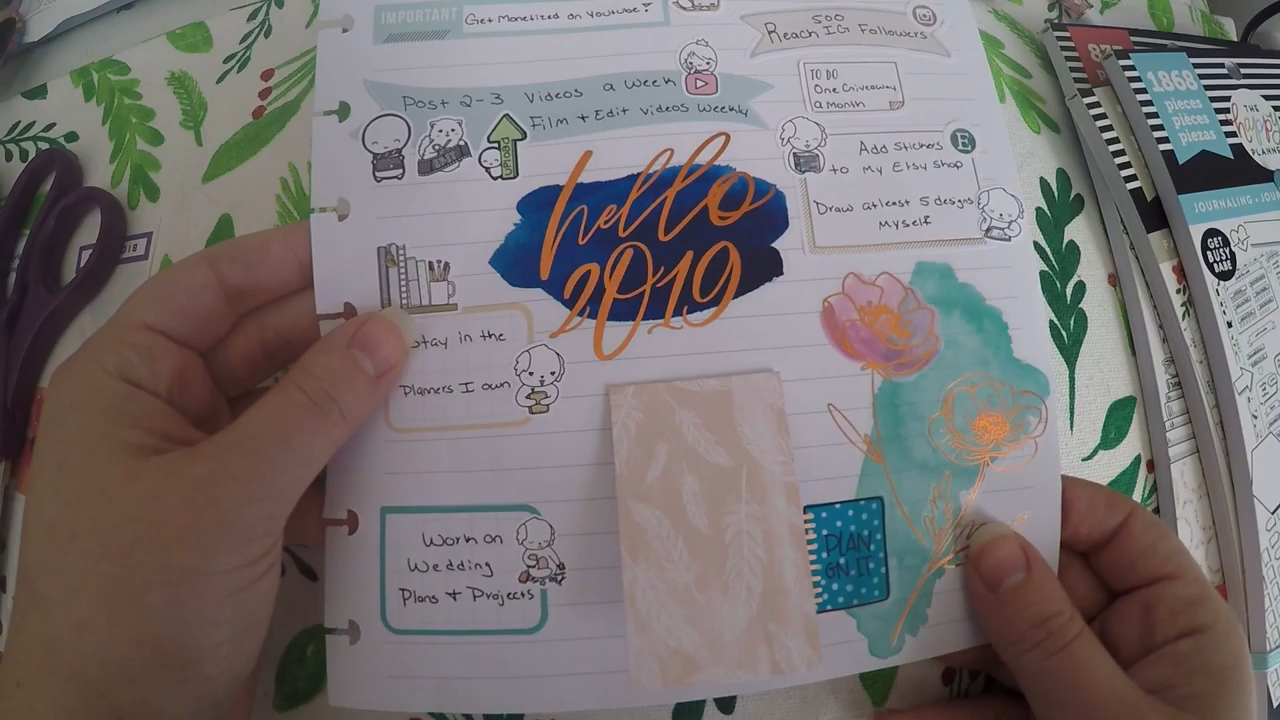 IMPORTANT
Get Monetized on Youtube
500
Reach IG Followers
Post 2-3 Videos a Week
Film + Edit videos Weekly
TO DO
One Giveaway
a Month
Add Stickers
to My Etsy Shop
E
Draw atleast 5 designs
Myself
hello
2019
Stay in the
Planners I own
Work on
Wedding
Plans + Projects
PLAN
ON IT
1868
pieces
pièces
piezas
THE
happy
PLANNER
JOURNALING
GET
BUSY
BABE